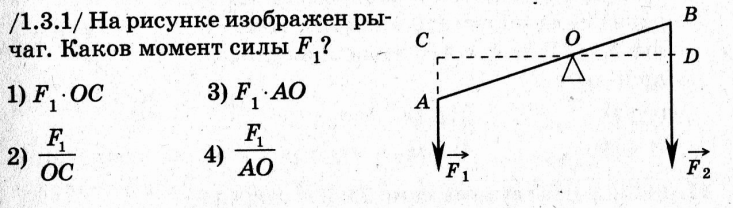 /1.3.1/ На рисунке изображен ры-
чаг. Каков момент силы F₁?
1) F₁ · OC
3) F₁ · AO
2) F₁/OC
4) F₁/AO
B
C
O
D
A
F₁
F₂